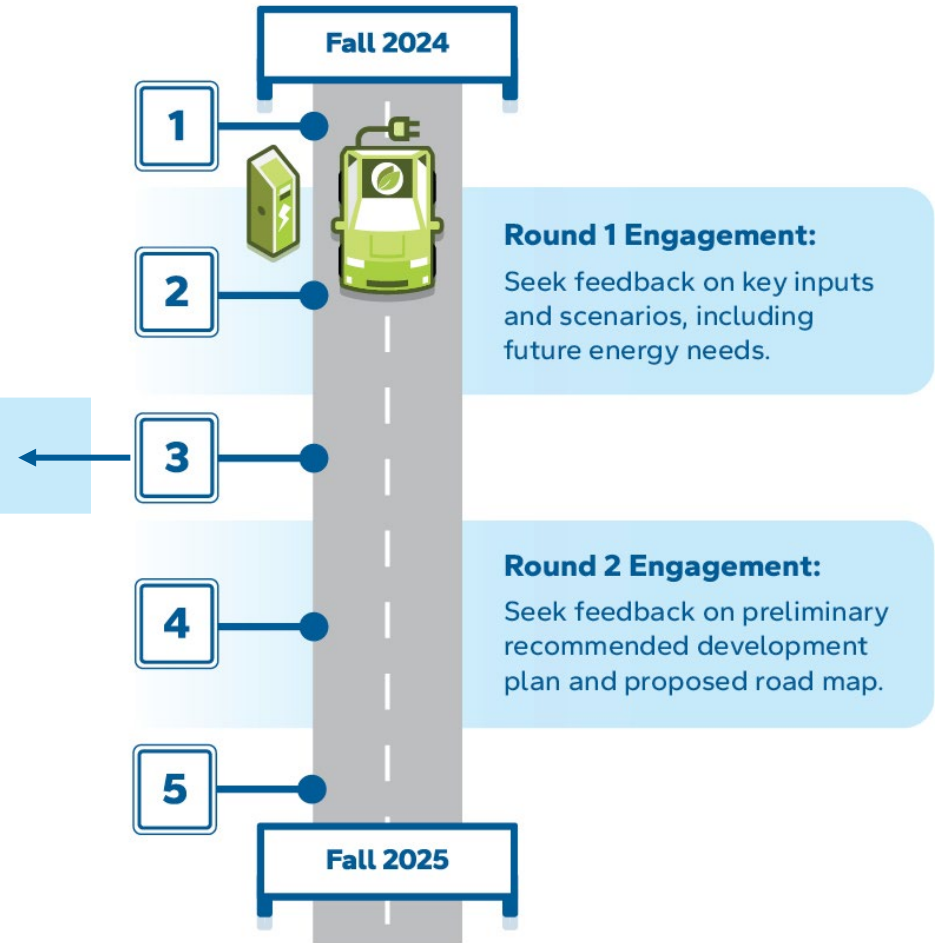 Fall 2024
1
2
Round 1 Engagement:
Seek feedback on key inputs
and scenarios, including
future energy needs.
3
4
Round 2 Engagement:
Seek feedback on preliminary
recommended development
plan and proposed road map.
5
Fall 2025